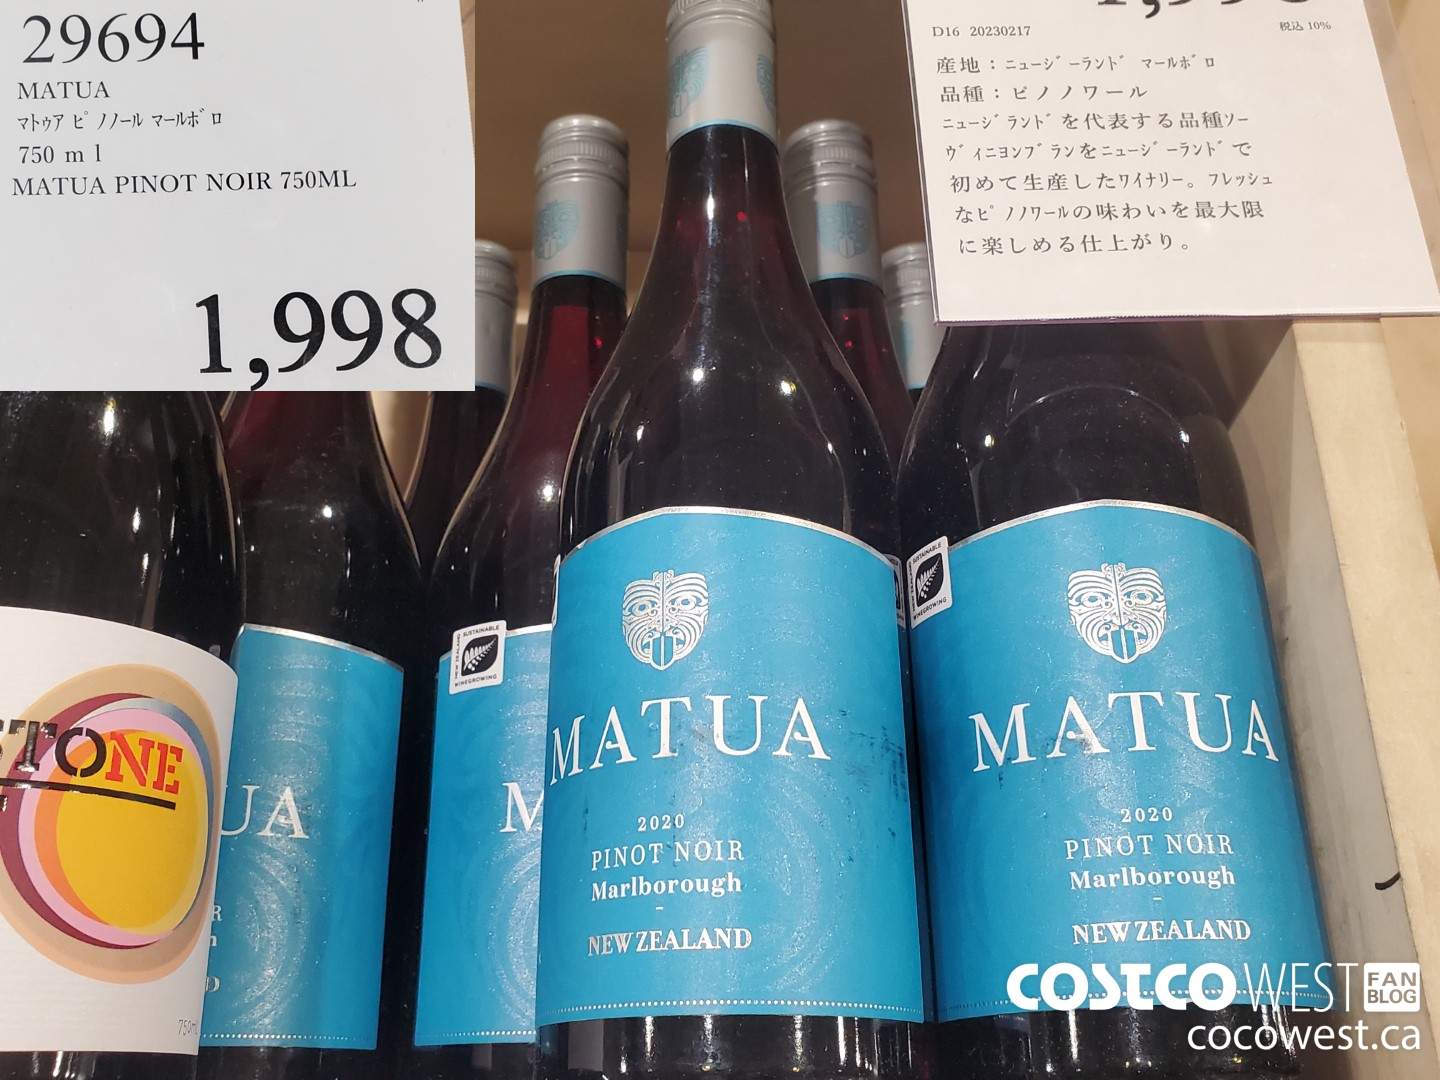 29694
MATUA
マトゥア ピ ノノール マールボロ
750 m l
MATUA PINOT NOIR 750ML
1,998
D16 20230217
税込 10%
産地：ニュージーランド マールボロ
品種：ピノノワール
ニュージランドを代表する品種ソー
ヴィニヨンブランをニュージーランドで
初めて生産したワイナリー。フレッシュ
なピノノワールの味わいを最大限
に楽しめる仕上がり。
STONE
750mL
UA
NEW ZEALAND
SUSTAINABLE
WINEGROWING
M
MATUA
2020
PINOT NOIR
Marlborough
NEW ZEALAND
SUSTAINABLE
WINEGROWING
MATUA
2020
PINOT NOIR
Marlborough
NEW ZEALAND
COSTCO WEST FAN BLOG
cocowest.ca